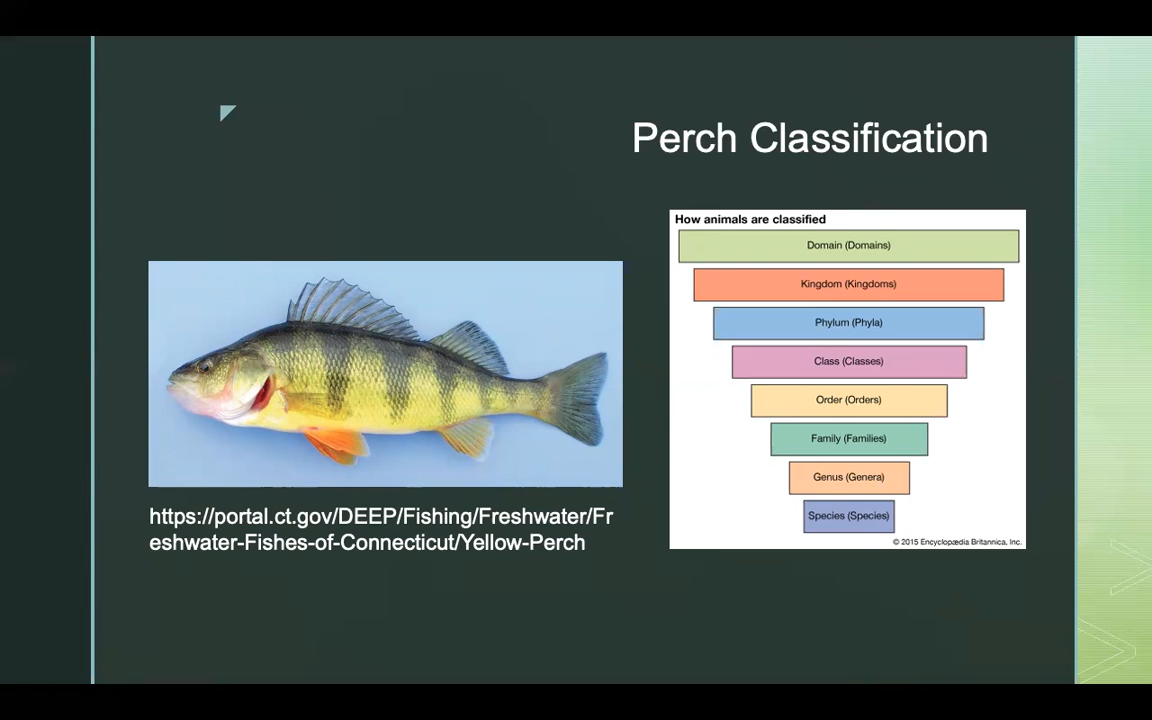 Perch Classification
How animals are classified
Domain (Domains)
Kingdom (Kingdoms)
Phylum (Phyla)
Class (Classes)
Order (Orders)
Family (Families)
Genus (Genera)
Species (Species)
© 2015 Encyclopædia Britannica, Inc.
https://portal.ct.gov/DEEP/Fishing/Freshwater/Fr
eshwater-Fishes-of-Connecticut/Yellow-Perch